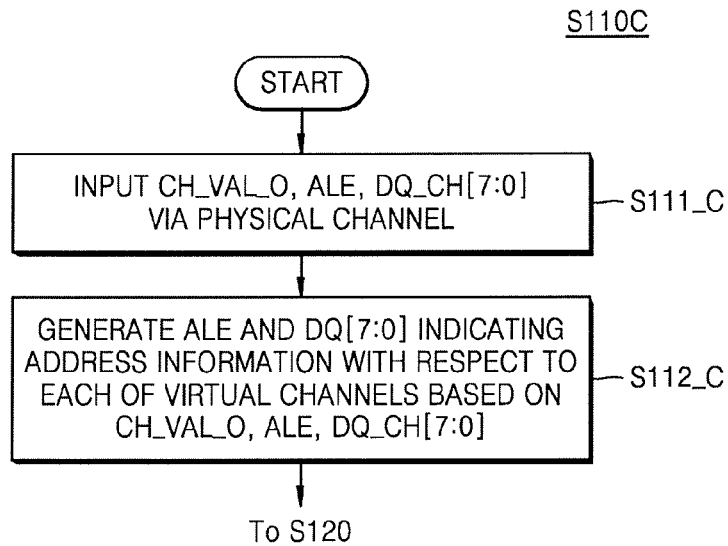 S110C
START
INPUT CH_VAL_O, ALE, DQ_CH[7:0]
VIA PHYSICAL CHANNEL
S111_C
GENERATE ALE AND DQ[7:0] INDICATING
ADDRESS INFORMATION WITH RESPECT TO
EACH OF VIRTUAL CHANNELS BASED ON
CH_VAL_O, ALE, DQ_CH[7:0]
S112_C
To S120